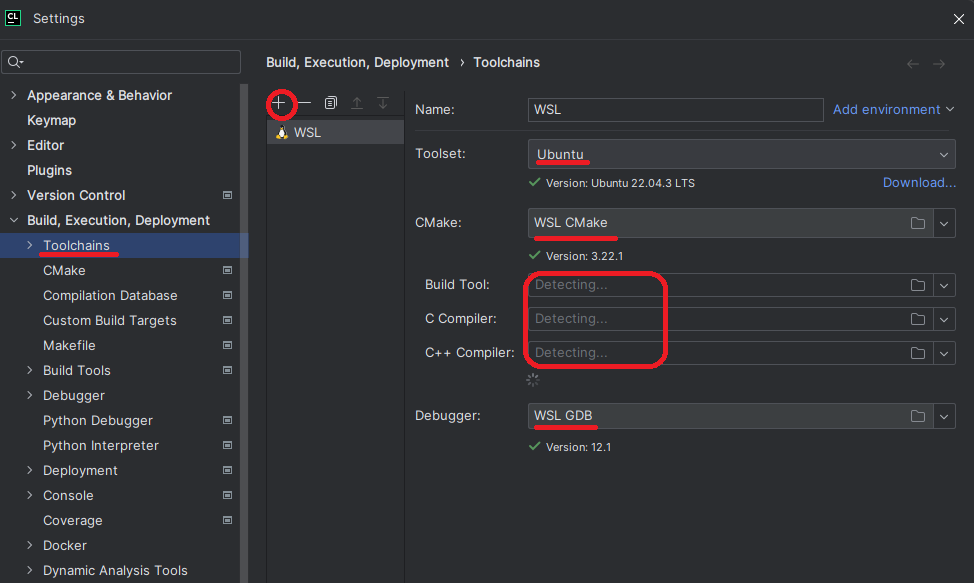 CL Settings
Build, Execution, Deployment › Toolchains
Appearance & Behavior
Keymap
Editor
Plugins
Version Control
Build, Execution, Deployment
Toolchains
CMake
Compilation Database
Custom Build Targets
Makefile
Build Tools
Debugger
Python Debugger
Python Interpreter
Deployment
Console
Coverage
Docker
Dynamic Analysis Tools
WSL
Name: WSL Add environment
Toolset: Ubuntu
Version: Ubuntu 22.04.3 LTS Download...
CMake: WSL CMake
Version: 3.22.1
Build Tool: Detecting...
C Compiler: Detecting...
C++ Compiler: Detecting...
Debugger: WSL GDB
Version: 12.1